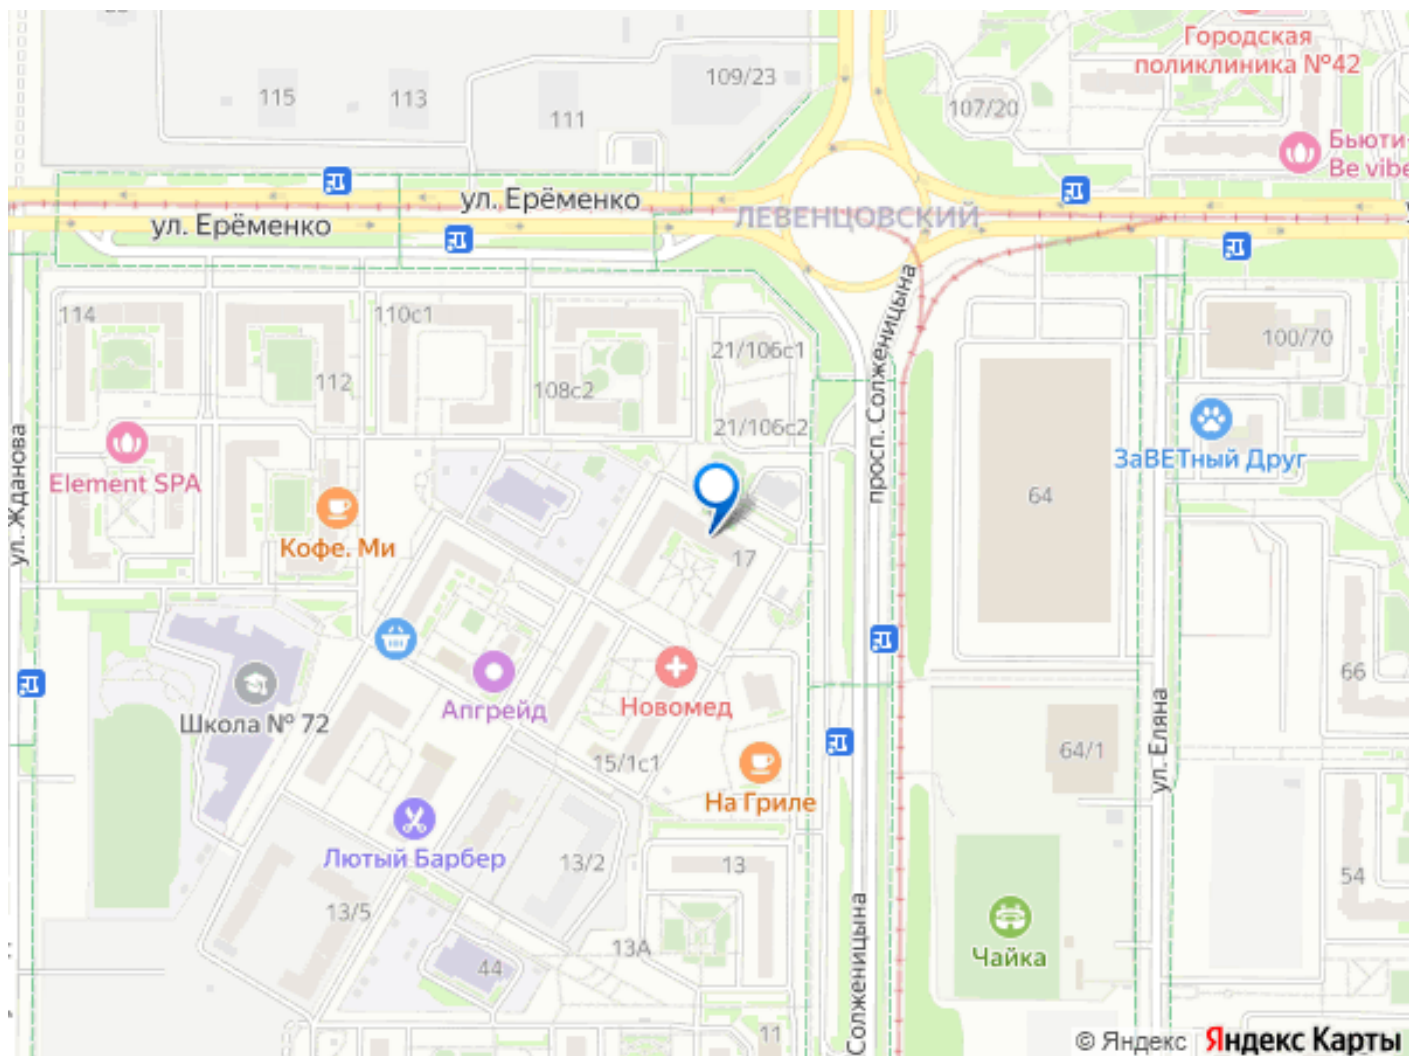 Городская
поликлиника №42
109/23
115
113
111
107/20
Бьюти-
Be vibe
ул. Ерёменко
ул. Ерёменко
ЛЕВЕНЦОВСКИЙ
114
110с1
21/106с1
100/70
112
108с2
21/106с2
просп. Солженицына
ул. Жданова
Element SPA
ЗаВЕТный Друг
64
Кофе. Ми
17
66
Школа № 72
Апгрейд
Новомед
15/1с1
64/1
ул. Еляна
На Гриле
Лютый Барбер
13/2
13
54
13/5
13А
44
Чайка
Солженицына
11
© Яндекс Яндекс Карты